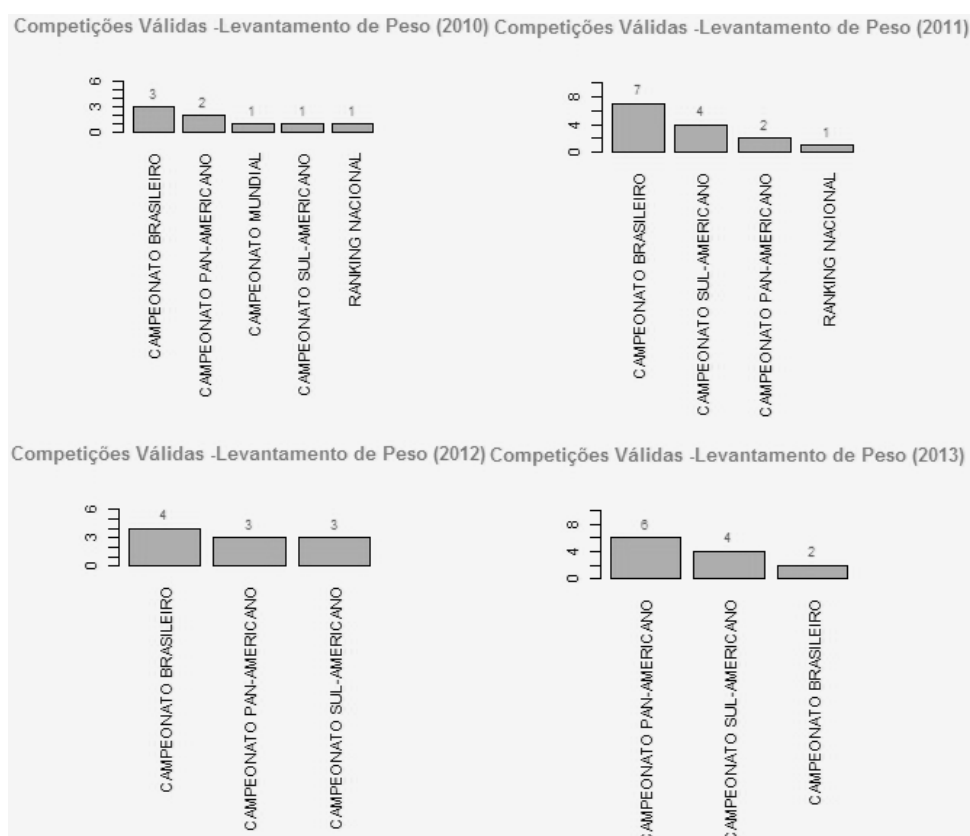 Competições Válidas -Levantamento de Peso (2010)
6
3
0
3
2
1
1
1
CAMPEONATO BRASILEIRO
CAMPEONATO PAN-AMERICANO
CAMPEONATO MUNDIAL
CAMPEONATO SUL-AMERICANO
RANKING NACIONAL
Competições Válidas -Levantamento de Peso (2011)
8
4
0
7
4
2
1
CAMPEONATO BRASILEIRO
CAMPEONATO SUL-AMERICANO
CAMPEONATO PAN-AMERICANO
RANKING NACIONAL
Competições Válidas -Levantamento de Peso (2012)
6
3
0
4
3
3
CAMPEONATO BRASILEIRO
CAMPEONATO PAN-AMERICANO
CAMPEONATO SUL-AMERICANO
Competições Válidas -Levantamento de Peso (2013)
8
4
0
6
4
2
CAMPEONATO PAN-AMERICANO
CAMPEONATO SUL-AMERICANO
CAMPEONATO BRASILEIRO